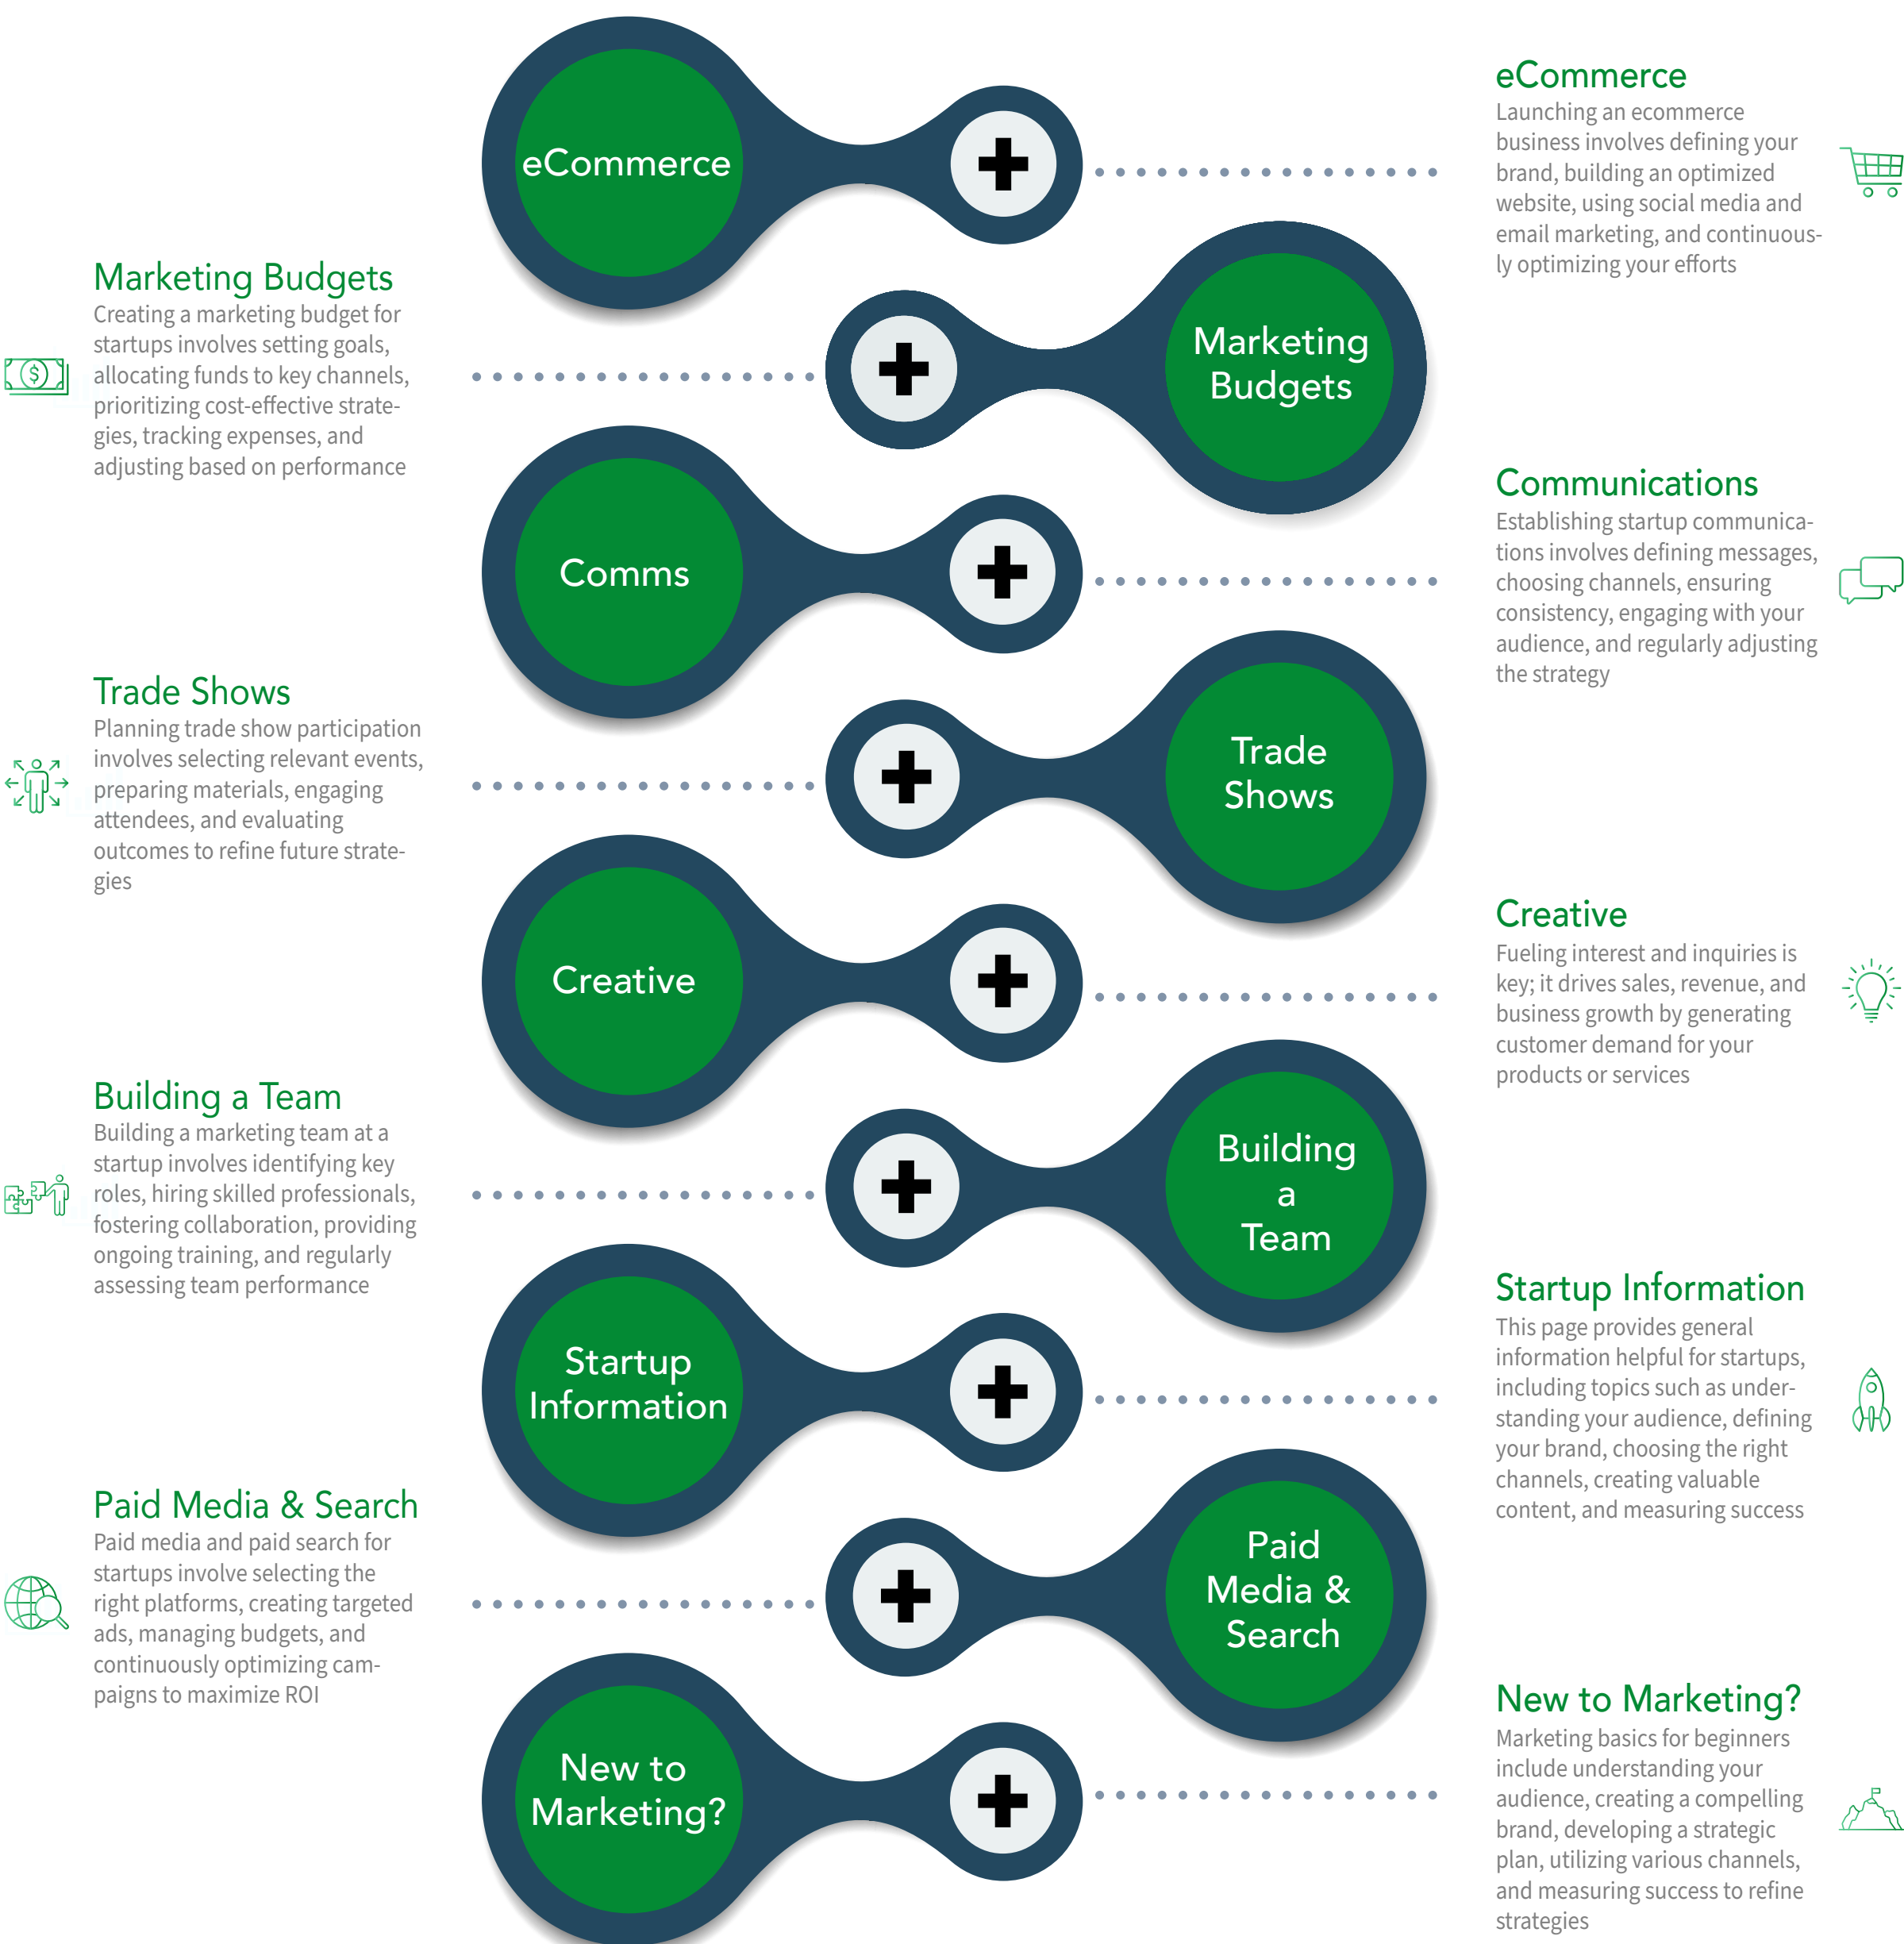 eCommerce
eCommerce
Launching an ecommerce
business involves defining your
brand, building an optimized
website, using social media and
email marketing, and continuous-
ly optimizing your efforts
Marketing Budgets
Creating a marketing budget for
startups involves setting goals,
allocating funds to key channels,
prioritizing cost-effective strate-
gies, tracking expenses, and
adjusting based on performance
Marketing
Budgets
Comms
Communications
Establishing startup communica-
tions involves defining messages,
choosing channels, ensuring
consistency, engaging with your
audience, and regularly adjusting
the strategy
Trade Shows
Planning trade show participation
involves selecting relevant events,
preparing materials, engaging
attendees, and evaluating
outcomes to refine future strate-
gies
Trade
Shows
Creative
Creative
Fueling interest and inquiries is
key; it drives sales, revenue, and
business growth by generating
customer demand for your
products or services
Building a Team
Building a marketing team at a
startup involves identifying key
roles, hiring skilled professionals,
fostering collaboration, providing
ongoing training, and regularly
assessing team performance
Building
a
Team
Startup
Information
Startup Information
This page provides general
information helpful for startups,
including topics such as under-
standing your audience, defining
your brand, choosing the right
channels, creating valuable
content, and measuring success
Paid Media & Search
Paid media and paid search for
startups involve selecting the
right platforms, creating targeted
ads, managing budgets, and
continuously optimizing cam-
paigns to maximize ROI
Paid
Media &
Search
New to
Marketing?
New to Marketing?
Marketing basics for beginners
include understanding your
audience, creating a compelling
brand, developing a strategic
plan, utilizing various channels,
and measuring success to refine
strategies